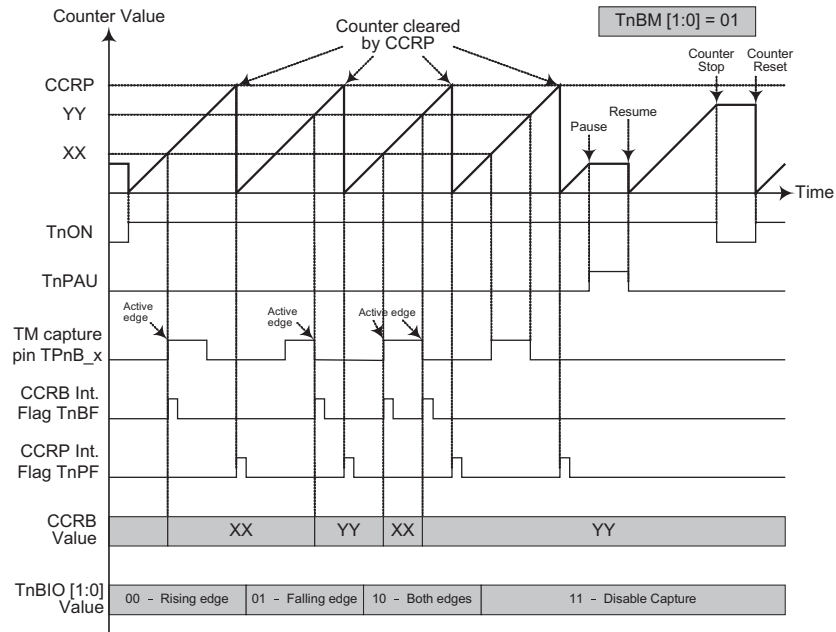 Counter Value
TnBM [1:0] = 01
Counter cleared
by CCRP
Counter
Stop
Counter
Reset
CCRP
YY
Pause
Resume
XX
Time
TnON
TnPAU
Active
edge
Active
edge
Active edge
TM capture
pin TPnB_x
CCRB Int.
Flag TnBF
CCRP Int.
Flag TnPF
CCRB
Value
XX
YY
XX
YY
TnBIO [1:0]
Value
00 – Rising edge
01 – Falling edge
10 – Both edges
11 – Disable Capture